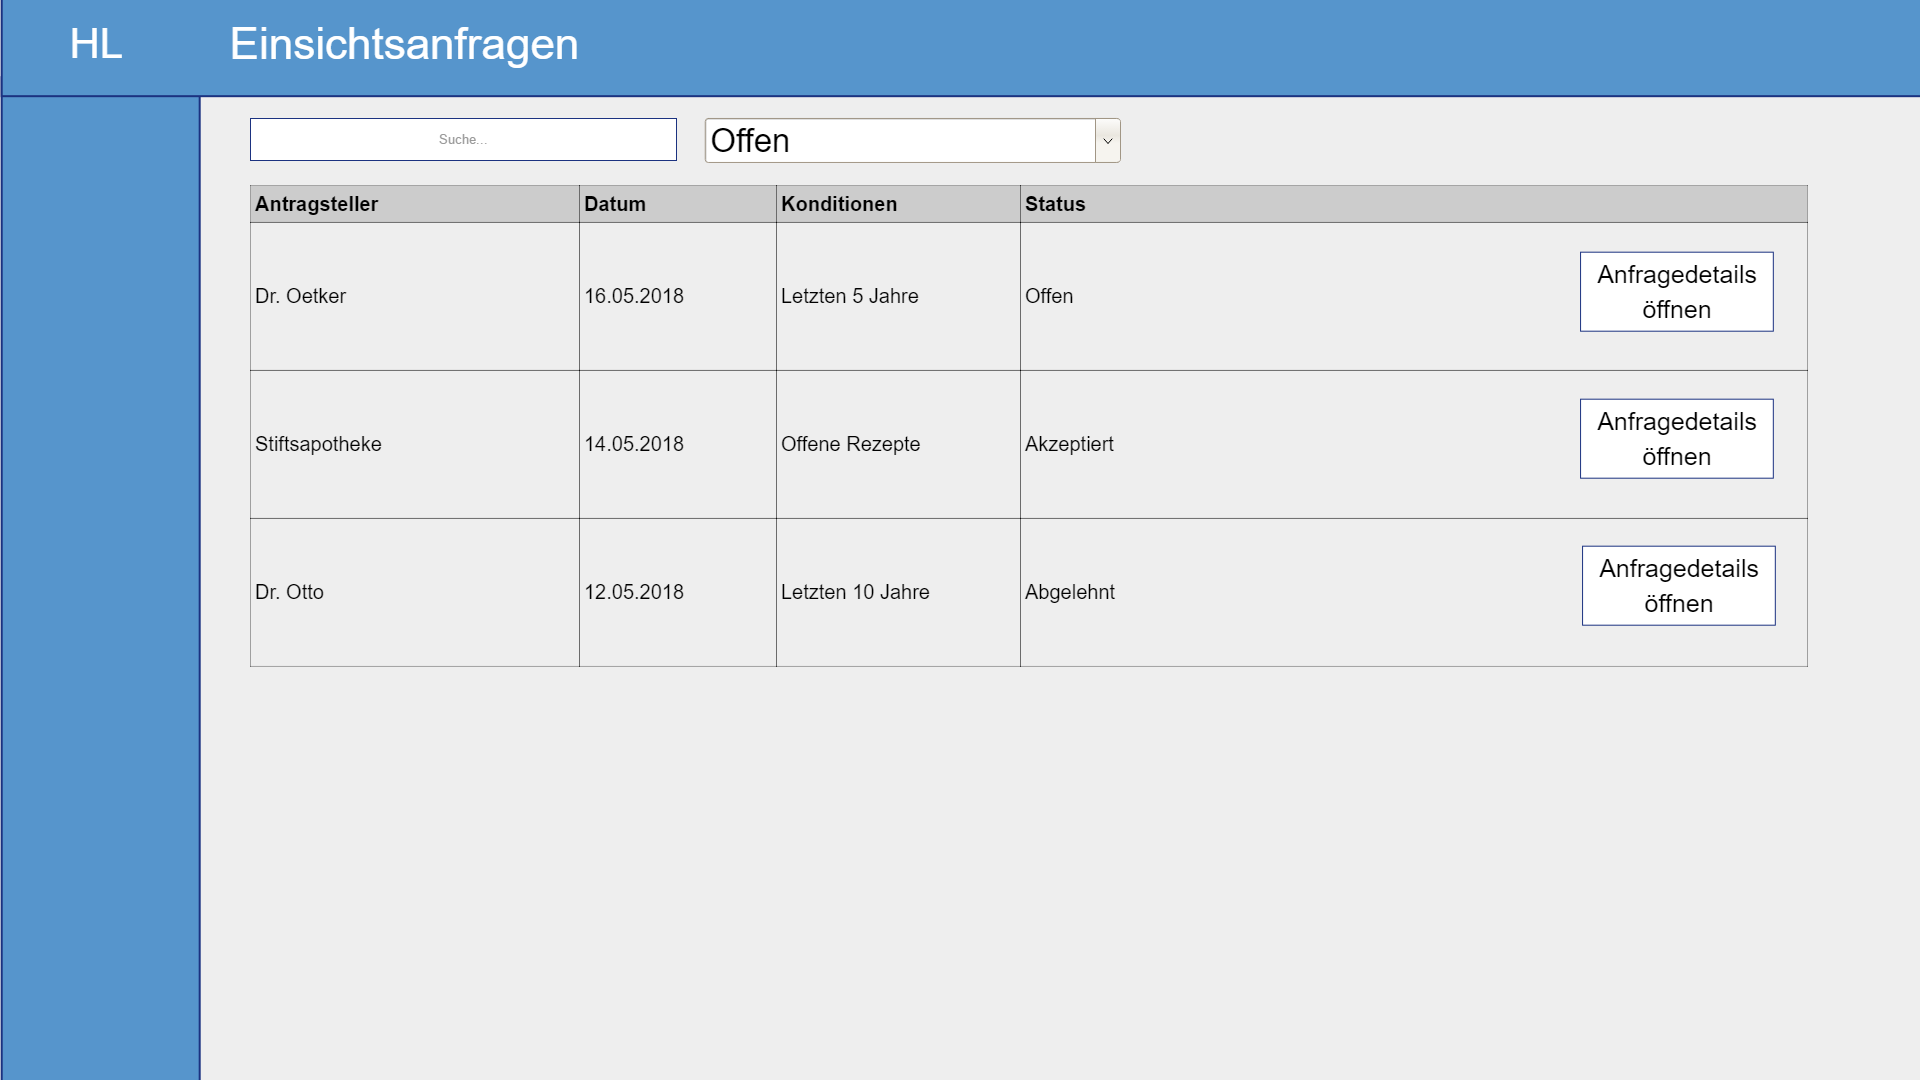 HL Einsichtsanfragen
Suche... Offen
Antragsteller Datum Konditionen Status
Dr. Oetker 16.05.2018 Letzten 5 Jahre Offen Anfragedetails
öffnen
Stiftsapotheke 14.05.2018 Offene Rezepte Akzeptiert Anfragedetails
öffnen
Dr. Otto 12.05.2018 Letzten 10 Jahre Abgelehnt Anfragedetails
öffnen